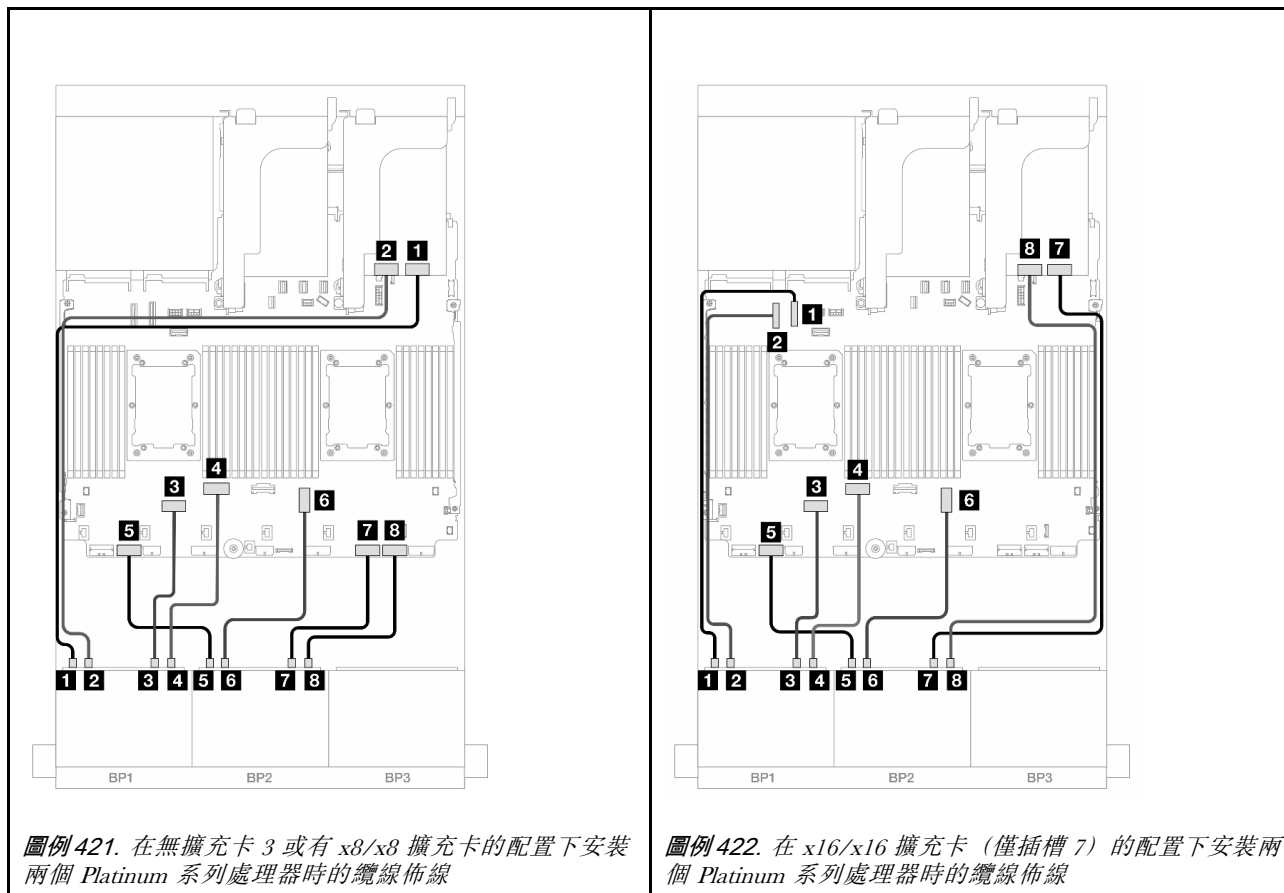 2 1
4
3
6
5
7 8
1 2 3 4 5 6 7 8
BP1 BP2 BP3
圖例 421. 在無擴充卡 3 或有 x8/x8 擴充卡的配置下安裝
兩個 Platinum 系列處理器時的纜線佈線
8 7
1
2
4
3
6
5
1 2 3 4 5 6 7 8
BP1 BP2 BP3
圖例 422. 在 x16/x16 擴充卡（僅插槽 7）的配置下安裝兩
個 Platinum 系列處理器時的纜線佈線